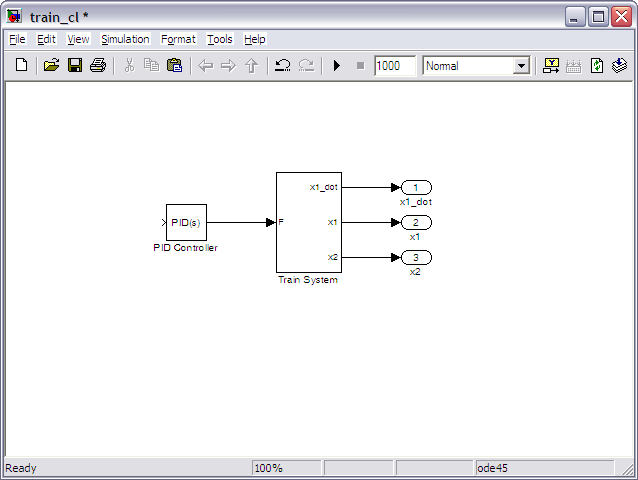 train_cl *
File Edit View Simulation Format Tools Help
1000 Normal
x1_dot
1
x1_dot
PID(s)
F
x1
2
PID Controller
x1
x2
3
Train System
x2
Ready 100% ode45